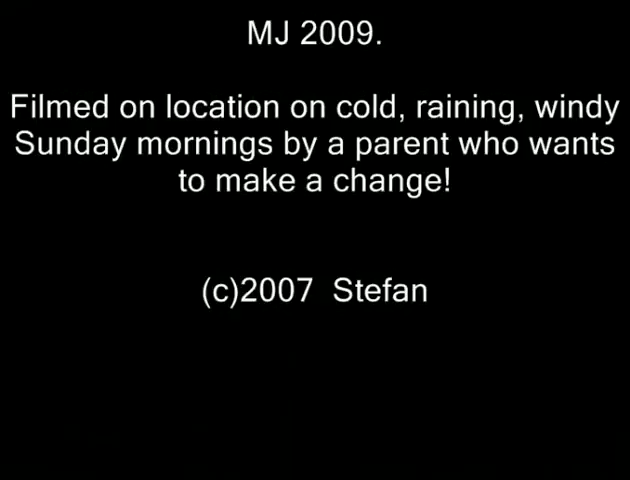 MJ 2009.
Filmed on location on cold, raining, windy
Sunday mornings by a parent who wants
to make a change!
(c)2007  Stefan